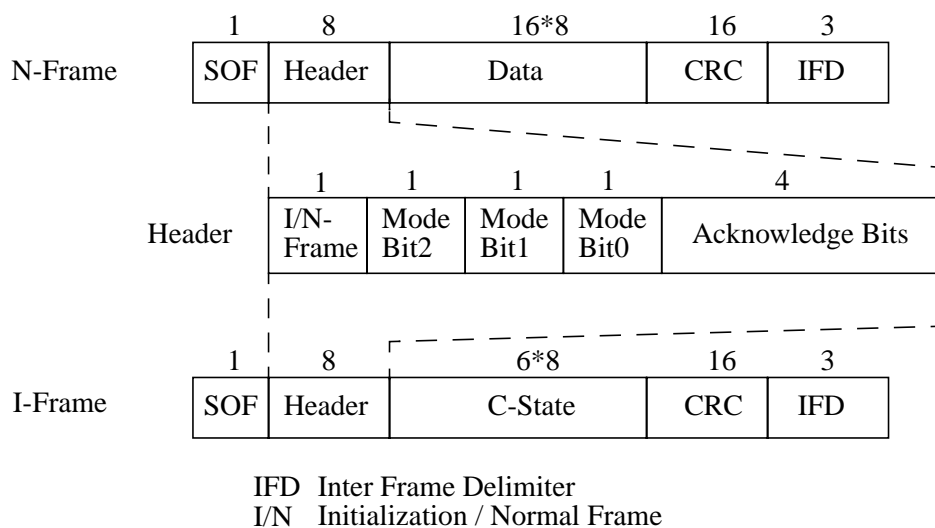 1 8 16*8 16 3
N-Frame SOF Header Data CRC IFD
1 1 1 1 4
Header I/N-Frame Mode Bit2 Mode Bit1 Mode Bit0 Acknowledge Bits
1 8 6*8 16 3
I-Frame SOF Header C-State CRC IFD
IFD Inter Frame Delimiter
I/N Initialization / Normal Frame